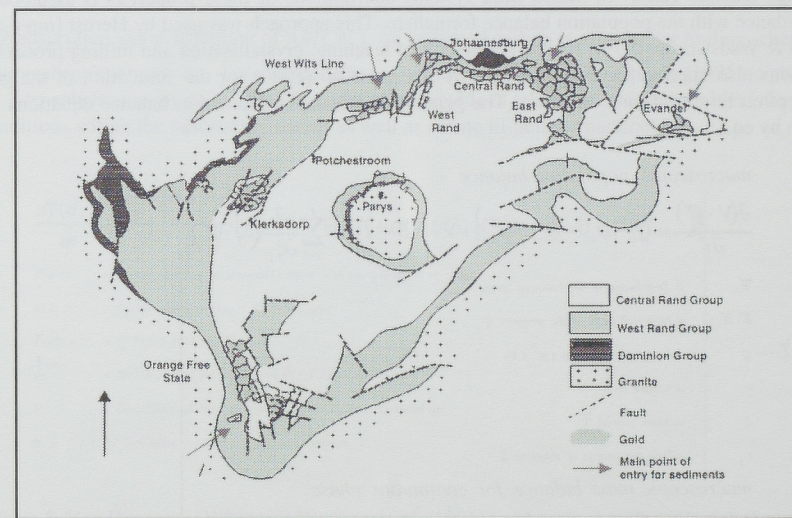 Johannesburg
West Wits Line
Central Rand
West
Rand
East
Rand
Evander
Potchestroom
Parys
Klerksdorp
Orange Free
State
Central Rand Group
West Rand Group
Dominion Group
Granite
Fault
Gold
Main point of
entry for sediments